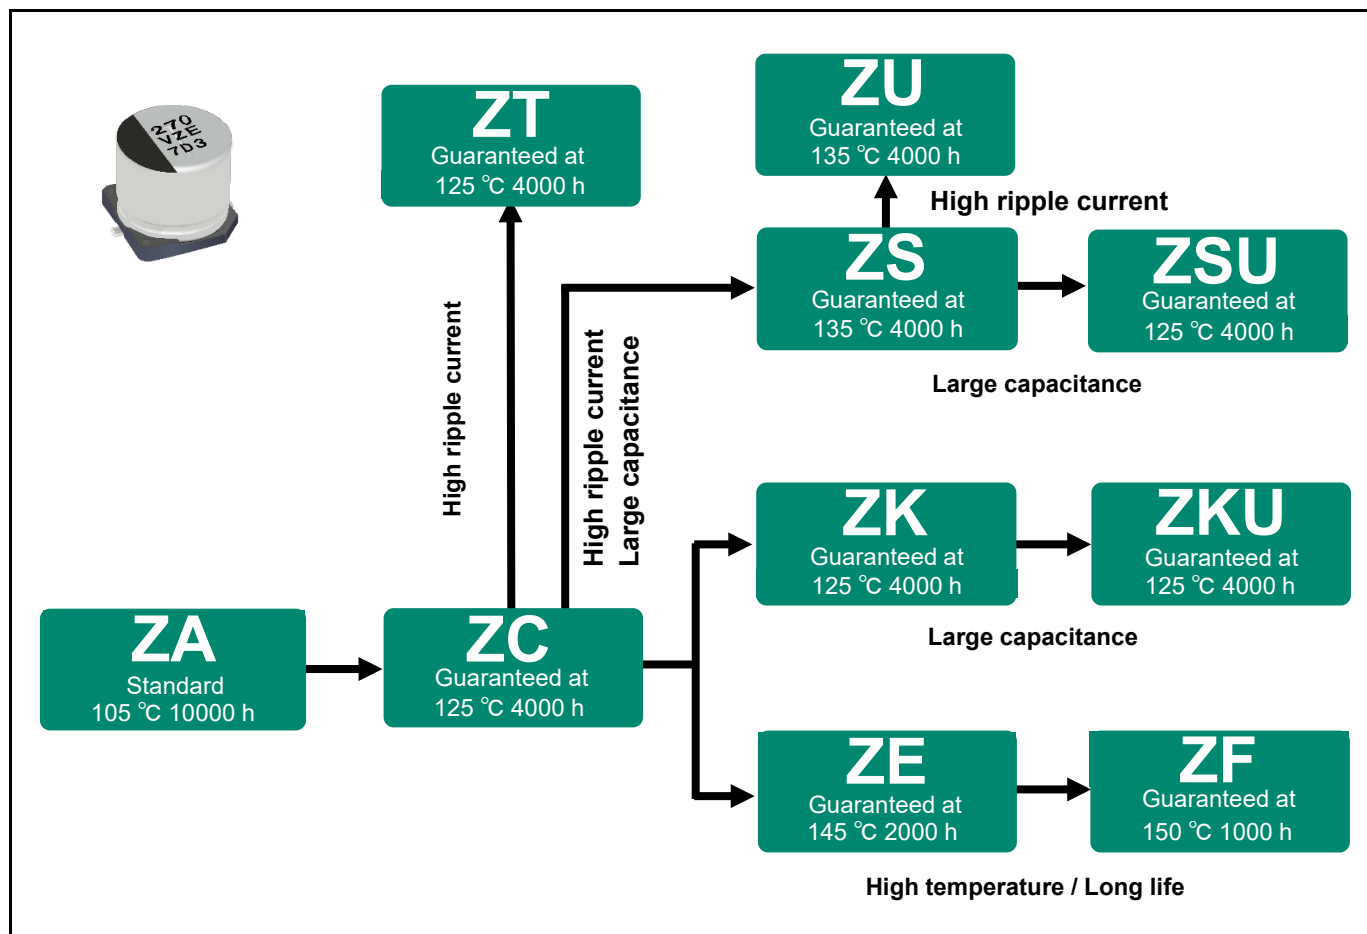 270
VZE
7D3
ZT
Guaranteed at
125 ℃ 4000 h
ZU
Guaranteed at
135 ℃ 4000 h
High ripple current
ZS
Guaranteed at
135 ℃ 4000 h
ZSU
Guaranteed at
125 ℃ 4000 h
Large capacitance
High ripple current
High ripple current
Large capacitance
ZK
Guaranteed at
125 ℃ 4000 h
ZKU
Guaranteed at
125 ℃ 4000 h
Large capacitance
ZA
Standard
105 ℃ 10000 h
ZC
Guaranteed at
125 ℃ 4000 h
ZE
Guaranteed at
145 ℃ 2000 h
ZF
Guaranteed at
150 ℃ 1000 h
High temperature / Long life